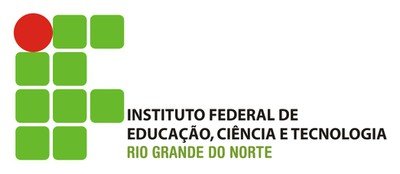 INSTITUTO FEDERAL DE
EDUCAÇÃO, CIÊNCIA E TECNOLOGIA
RIO GRANDE DO NORTE